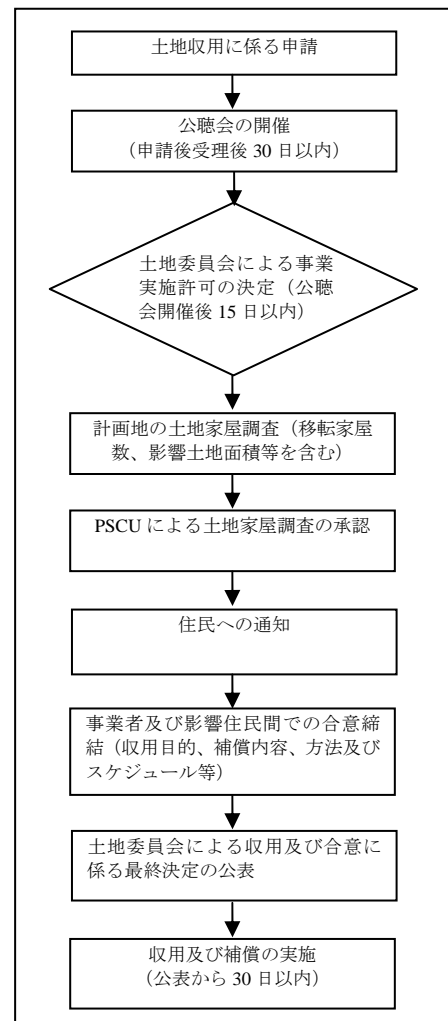 土地収用に係る申請
公聴会の開催
（申請後受理後 30 日以内）
土地委員会による事業
実施許可の決定（公聴
会開催後 15 日以内）
計画地の土地家屋調査（移転家屋
数、影響土地面積等を含む）
PSCU による土地家屋調査の承認
住民への通知
事業者及び影響住民間での合意締
結（収用目的、補償内容、方法及び
スケジュール等）
土地委員会による収用及び合意に
係る最終決定の公表
収用及び補償の実施
（公表から 30 日以内）